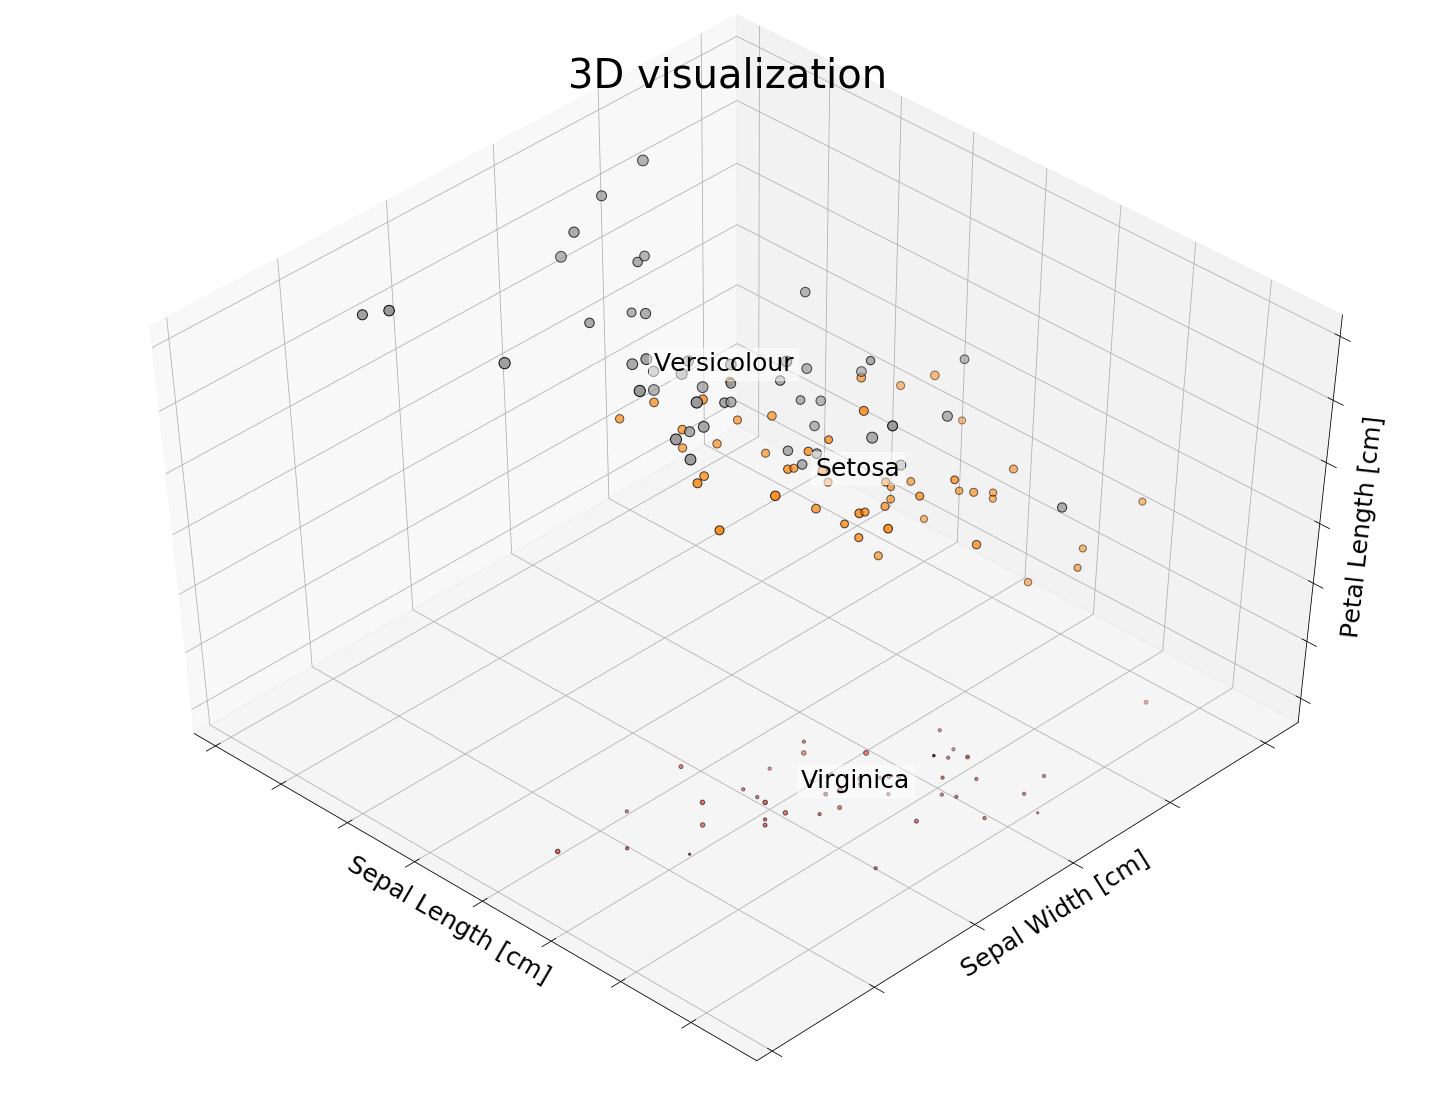 3D visualization
Versicolour
Setosa
Petal Length [cm]
Virginica
Sepal Length [cm]
Sepal Width [cm]